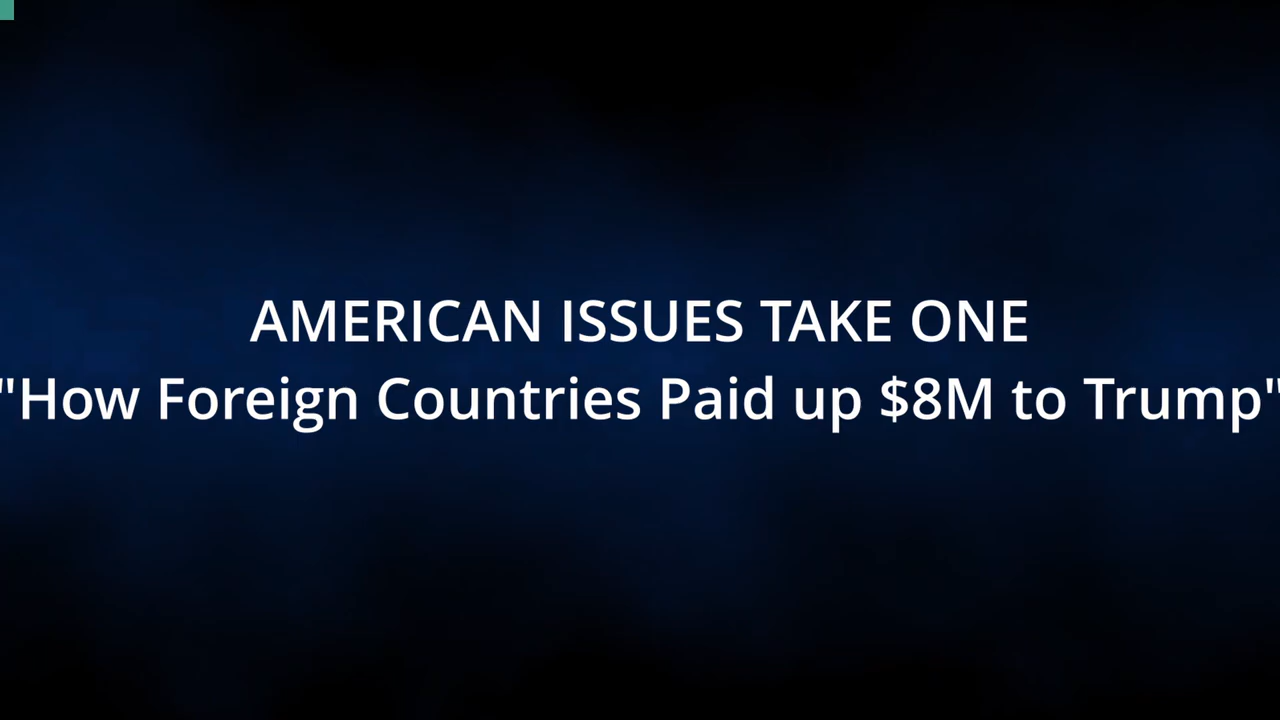 AMERICAN ISSUES TAKE ONE
"How Foreign Countries Paid up $8M to Trump"